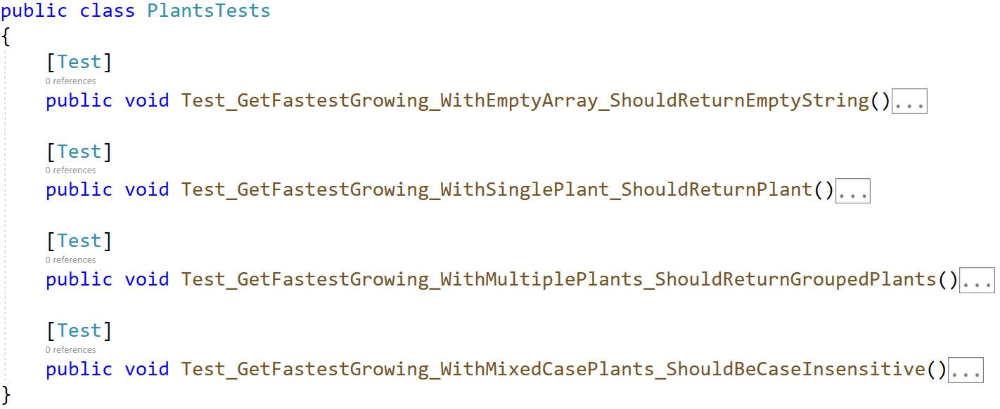 public class PlantsTests
{
[Test]
0 references
public void Test_GetFastestGrowing_WithEmptyArray_ShouldReturnEmptyString()...
[Test]
0 references
public void Test_GetFastestGrowing_WithSinglePlant_ShouldReturnPlant()...
[Test]
0 references
public void Test_GetFastestGrowing_WithMultiplePlants_ShouldReturnGroupedPlants()...
[Test]
0 references
public void Test_GetFastestGrowing_WithMixedCasePlants_ShouldBeCaseInsensitive()...
}